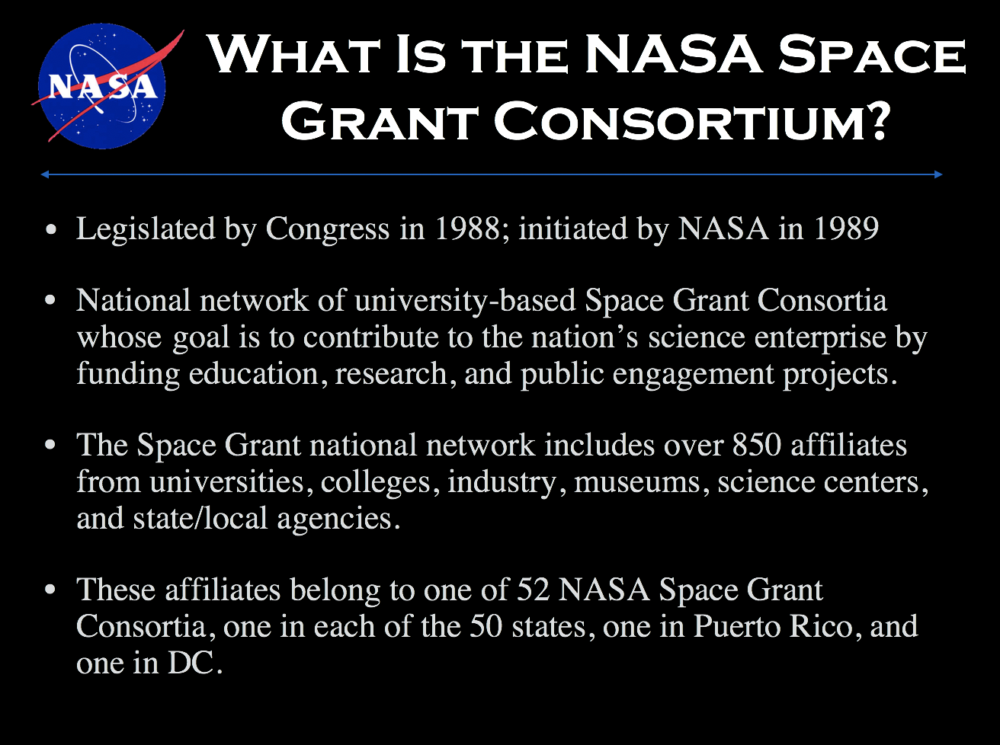 NASA
WHAT IS THE NASA SPACE
GRANT CONSORTIUM?
• Legislated by Congress in 1988; initiated by NASA in 1989
• National network of university-based Space Grant Consortia
whose goal is to contribute to the nation’s science enterprise by
funding education, research, and public engagement projects.
• The Space Grant national network includes over 850 affiliates
from universities, colleges, industry, museums, science centers,
and state/local agencies.
• These affiliates belong to one of 52 NASA Space Grant
Consortia, one in each of the 50 states, one in Puerto Rico, and
one in DC.